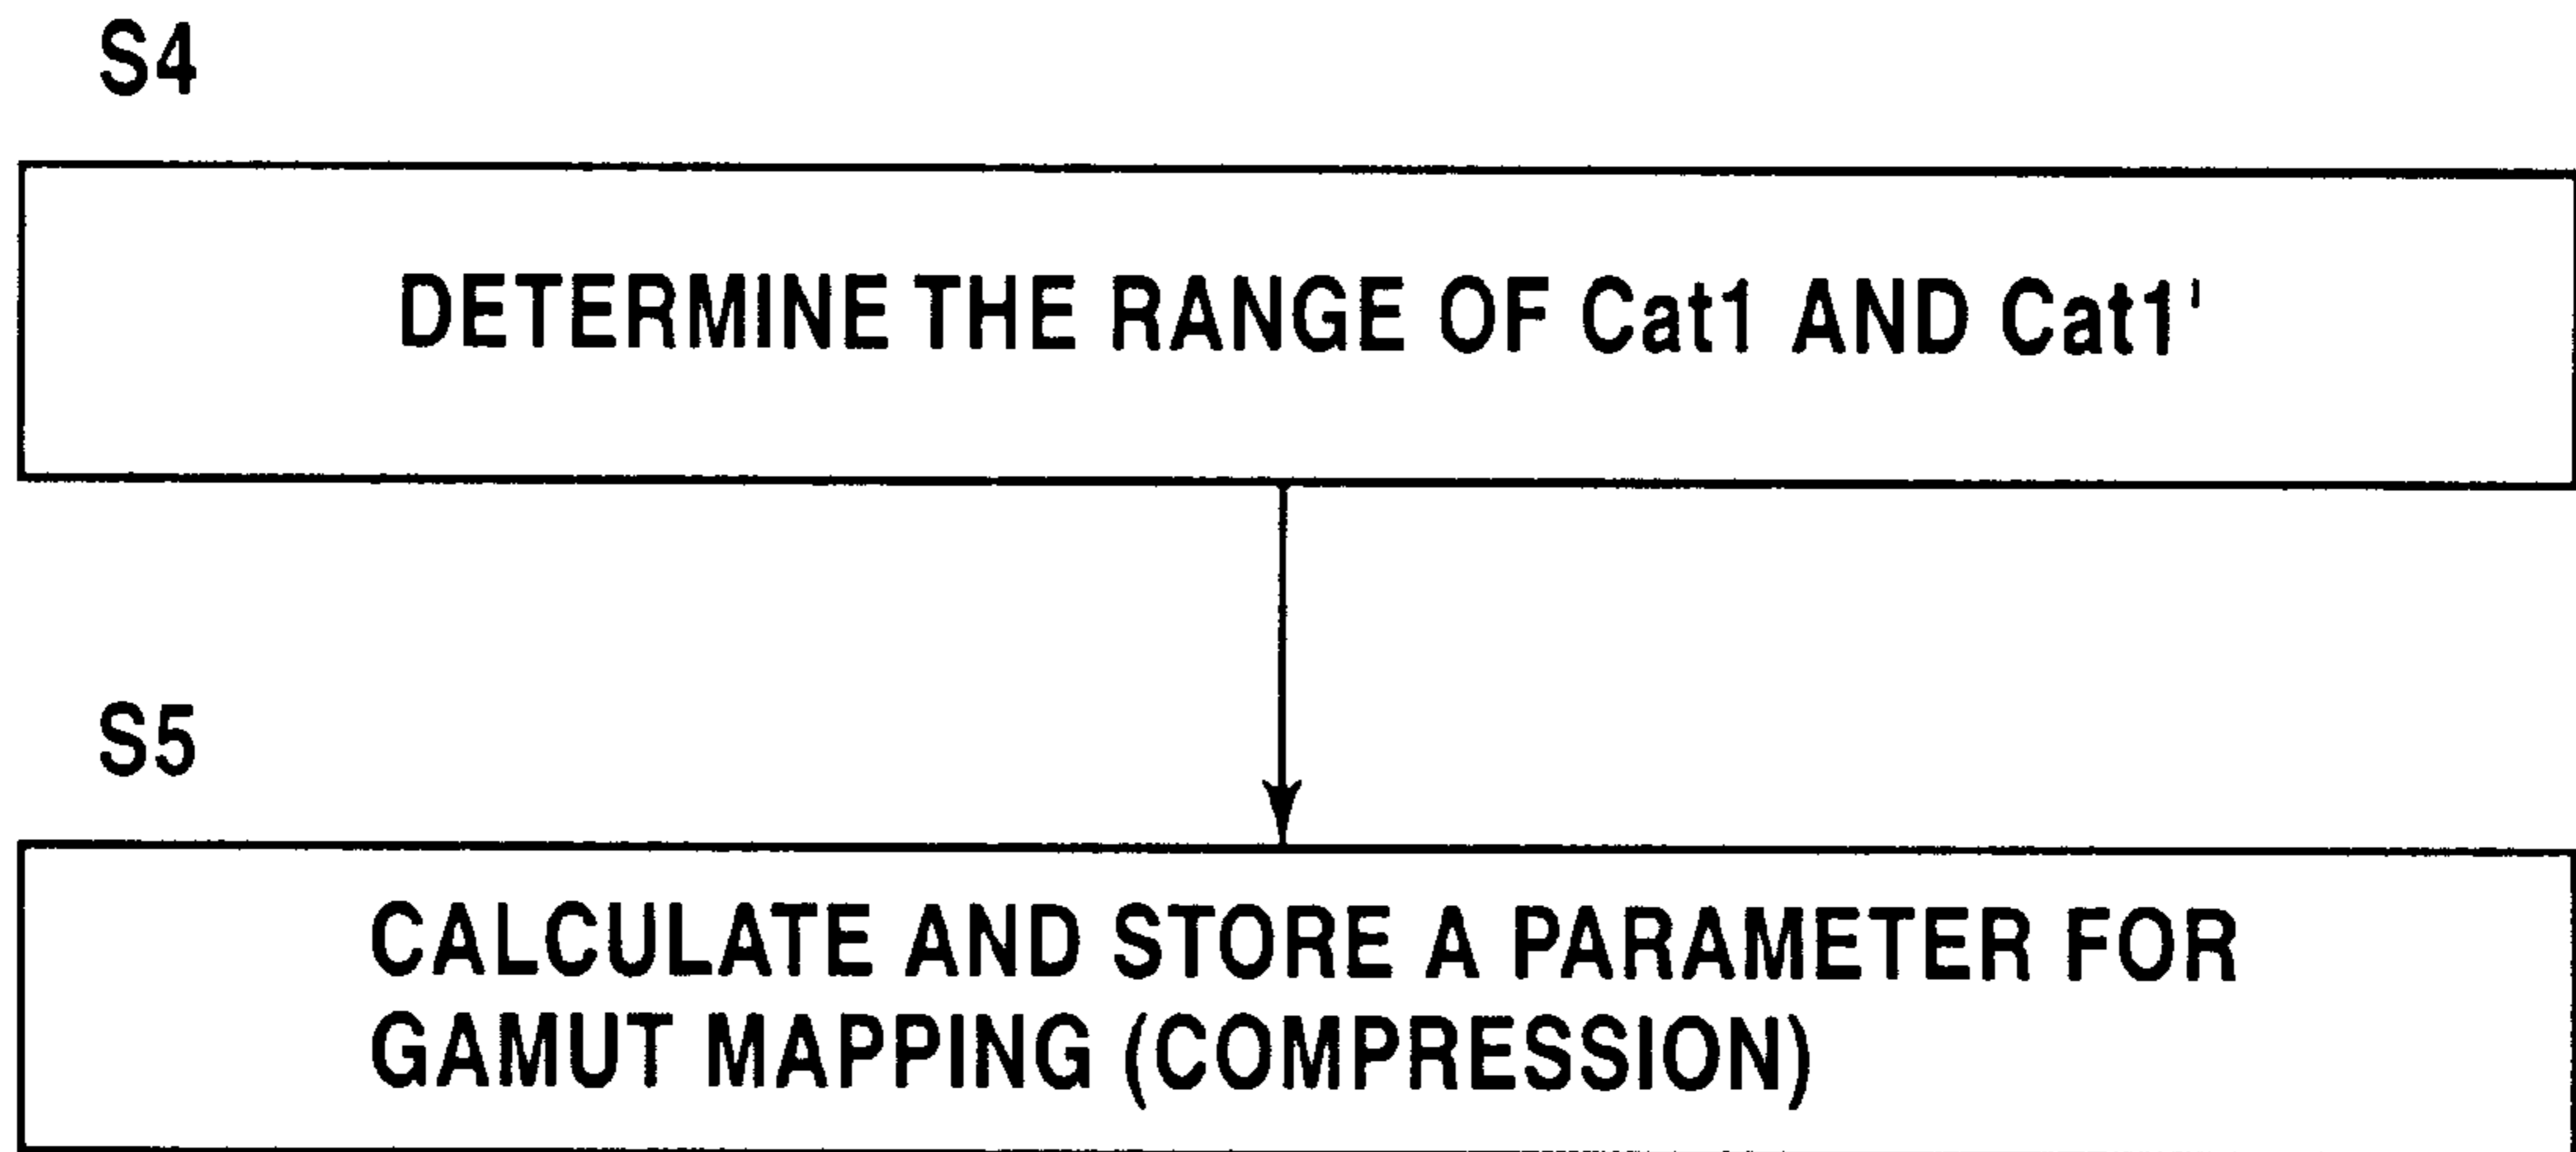 S4
DETERMINE THE RANGE OF Cat1 AND Cat1'
S5
CALCULATE AND STORE A PARAMETER FOR
GAMUT MAPPING (COMPRESSION)